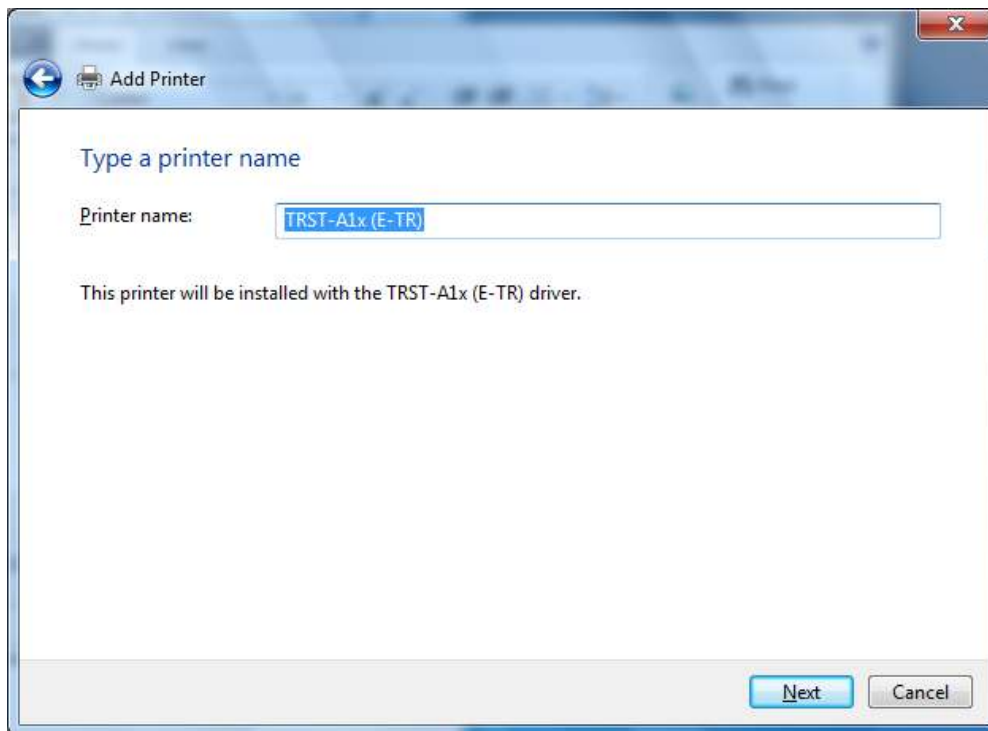 Add Printer
Type a printer name
Printer name: TRST-A1x (E-TR)
This printer will be installed with the TRST-A1x (E-TR) driver.
Next Cancel